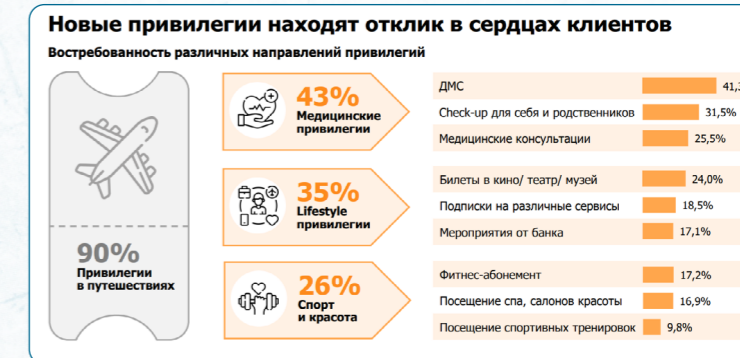 Новые привилегии находят отклик в сердцах клиентов
Востребованность различных направлений привилегий
90%
Привилегии
в путешествиях
43%
Медицинские
привилегии
ДМС
Check-up для себя и родственников 31,5%
Медицинские консультации 25,5%
35%
Lifestyle
привилегии
Билеты в кино/ театр/ музей 24,0%
Подписки на различные сервисы 18,5%
Мероприятия от банка 17,1%
26%
Спорт
и красота
Фитнес-абонемент 17,2%
Посещение спа, салонов красоты 16,9%
Посещение спортивных тренировок 9,8%